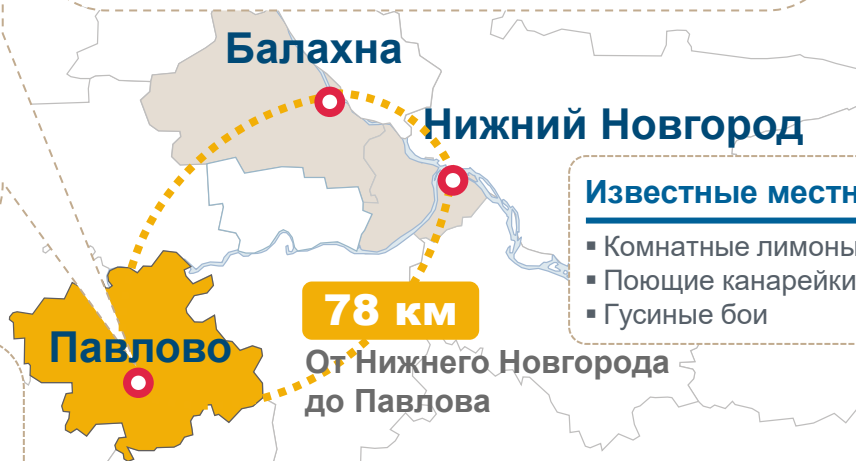 Балахна
Нижний Новгород
Известные местн
▪ Комнатные лимоны
▪ Поющие канарейки
▪ Гусиные бои
78 км
Павлово
От Нижнего Новгорода
до Павлова